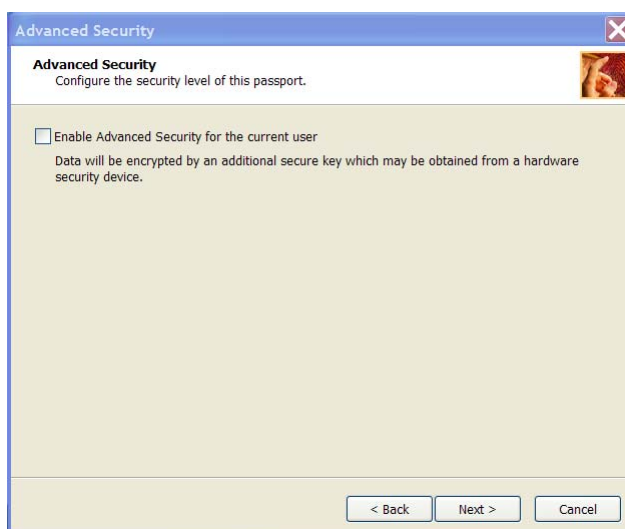 Advanced Security
Advanced Security
Configure the security level of this passport.
Enable Advanced Security for the current user
Data will be encrypted by an additional secure key which may be obtained from a hardware
security device.
< Back
Next >
Cancel